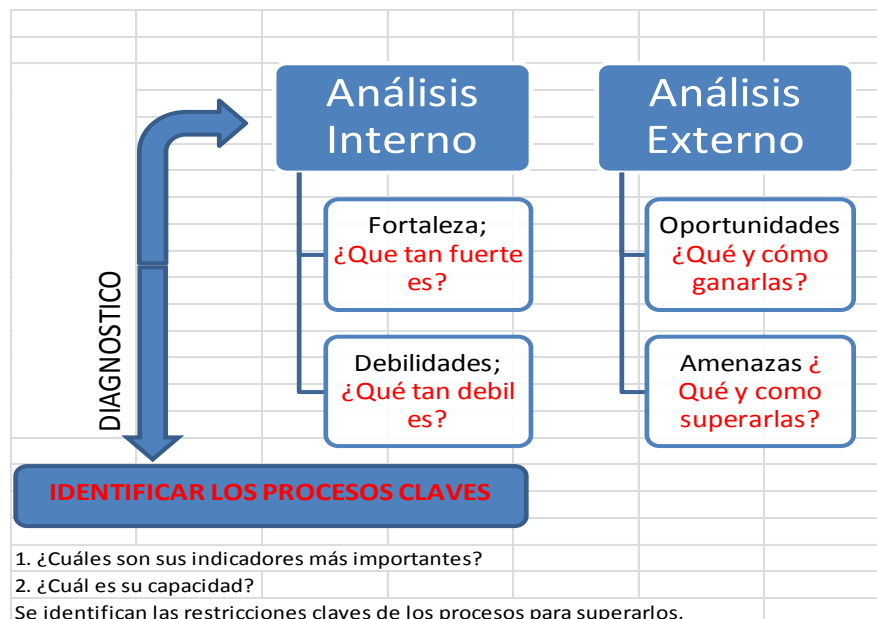 Análisis
Interno
Análisis
Externo
Fortaleza;
¿Que tan fuerte
es?
Oportunidades
¿Qué y cómo
ganarlas?
DIAGNOSTICO
Debilidades;
¿Qué tan debil
es?
Amenazas ¿
Qué y como
superarlas?
IDENTIFICAR LOS PROCESOS CLAVES
1. ¿Cuáles son sus indicadores más importantes?
2. ¿Cuál es su capacidad?
Se identifican las restricciones claves de los procesos para superarlos.